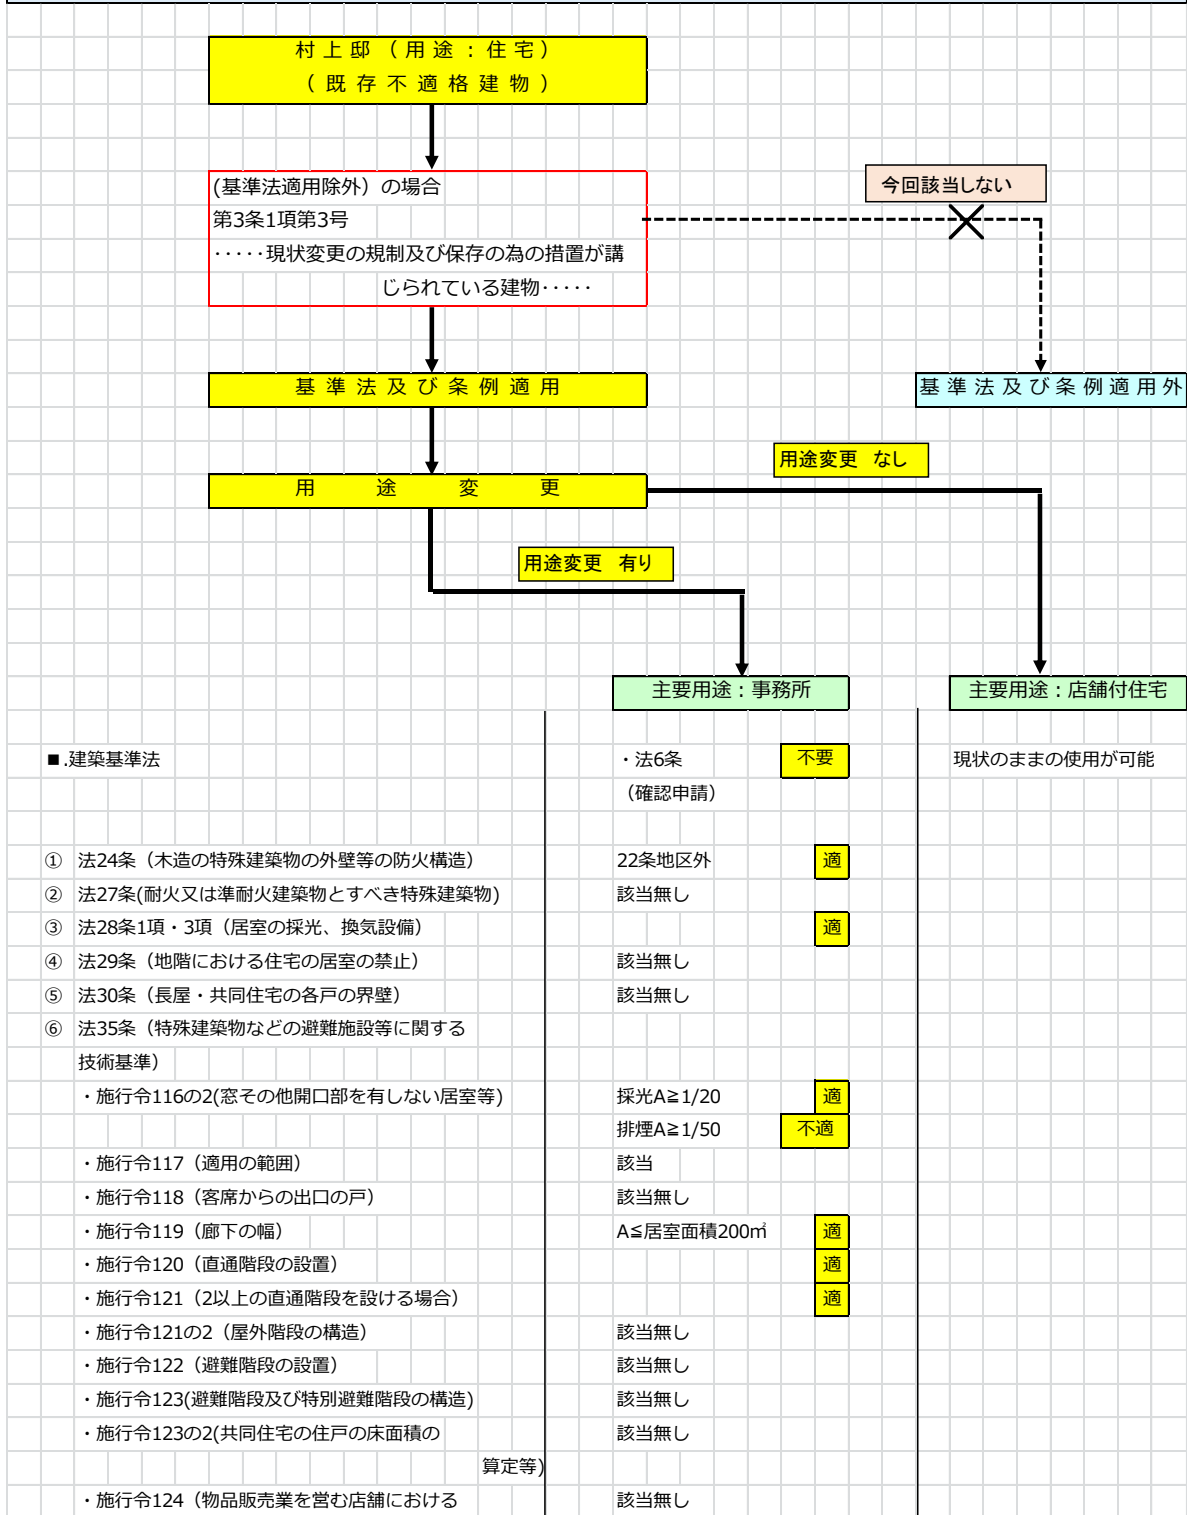 村上邸（用途：住宅）
（既存不適格建物）
(基準法適用除外）の場合
今回該当しない
第3条1項第3号
・・・・・現状変更の規制及び保存の為の措置が講
じられている建物・・・・・
基準法及び条例適用
基準法及び条例適用外
用途変更 なし
用途変更
用途変更 有り
主要用途：事務所
主要用途：店舗付住宅
■.建築基準法
・法6条
不要
現状のままの使用が可能
（確認申請）
① 法24条（木造の特殊建築物の外壁等の防火構造） 22条地区外 適
② 法27条(耐火又は準耐火建築物とすべき特殊建築物) 該当無し
③ 法28条1項・3項（居室の採光、換気設備） 適
④ 法29条（地階における住宅の居室の禁止） 該当無し
⑤ 法30条（長屋・共同住宅の各戸の界壁） 該当無し
⑥ 法35条（特殊建築物などの避難施設等に関する
技術基準）
・施行令116の2(窓その他開口部を有しない居室等) 採光A≧1/20 適
排煙A≧1/50 不適
・施行令117（適用の範囲） 該当
・施行令118（客席からの出口の戸） 該当無し
・施行令119（廊下の幅） A≦居室面積200㎡ 適
・施行令120（直通階段の設置） 適
・施行令121（2以上の直通階段を設ける場合） 適
・施行令121の2（屋外階段の構造） 該当無し
・施行令122（避難階段の設置） 該当無し
・施行令123(避難階段及び特別避難階段の構造) 該当無し
・施行令123の2(共同住宅の住戸の床面積の 該当無し
算定等)
・施行令124（物品販売業を営む店舗における 該当無し